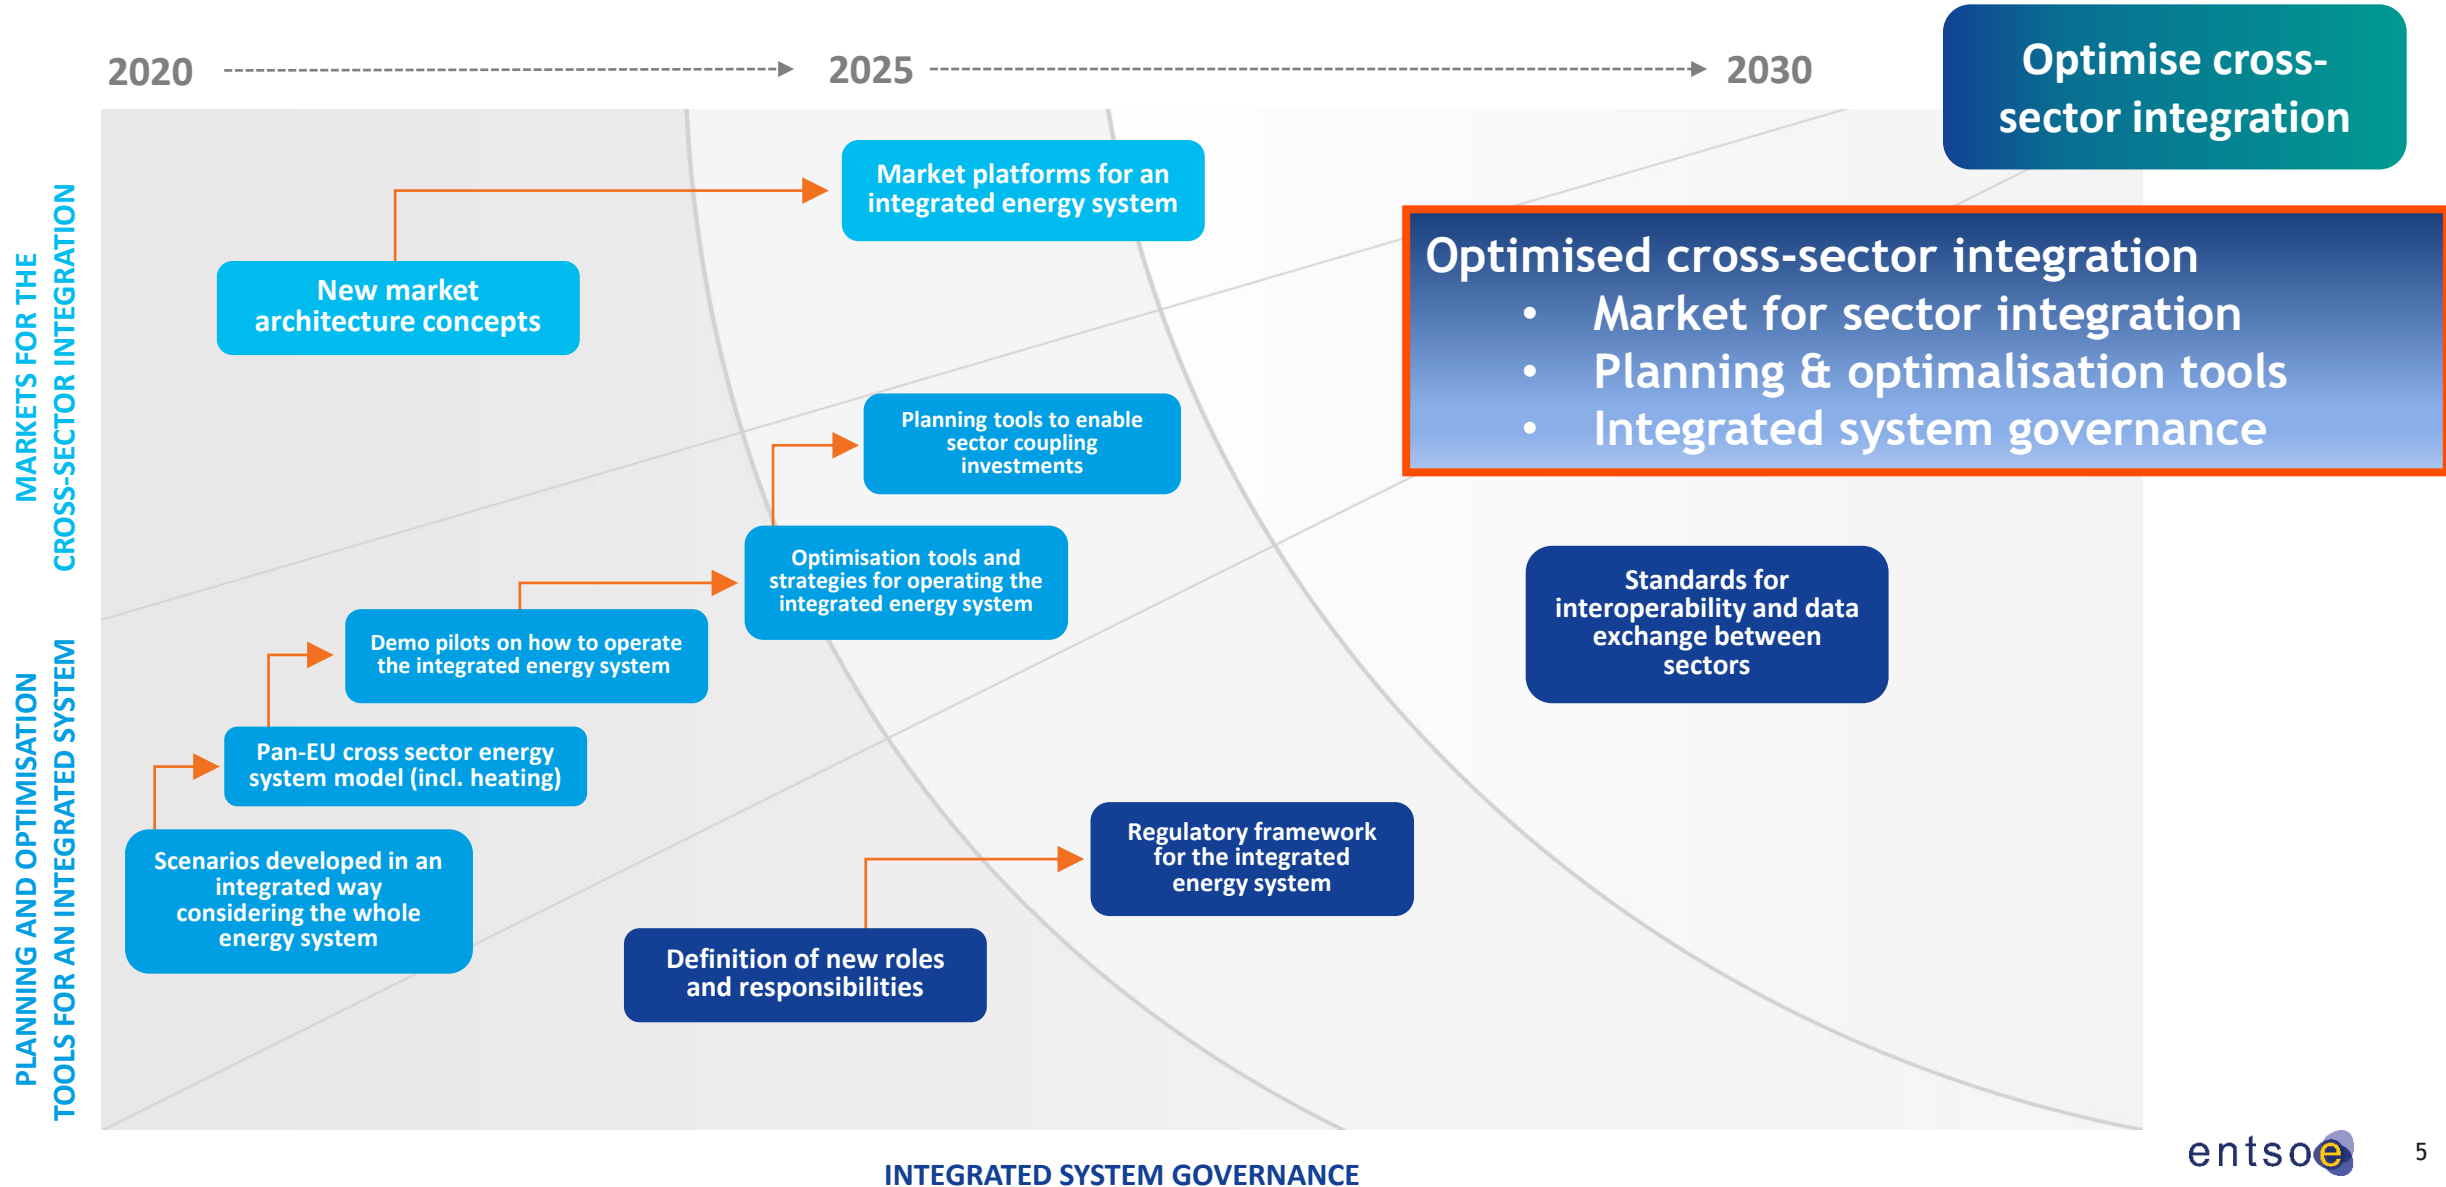 2020
2025
2030
Optimise cross-
sector integration
MARKETS FOR THE
CROSS-SECTOR INTEGRATION
Market platforms for an
integrated energy system
New market
architecture concepts
Optimised cross-sector integration
• Market for sector integration
• Planning & optimalisation tools
• Integrated system governance
Planning tools to enable
sector coupling
investments
Optimisation tools and
strategies for operating the
integrated energy system
Standards for
interoperability and data
exchange between
sectors
PLANNING AND OPTIMISATION
TOOLS FOR AN INTEGRATED SYSTEM
Demo pilots on how to operate
the integrated energy system
Pan-EU cross sector energy
system model (incl. heating)
Scenarios developed in an
integrated way
considering the whole
energy system
Regulatory framework
for the integrated
energy system
Definition of new roles
and responsibilities
INTEGRATED SYSTEM GOVERNANCE
entsoe
5